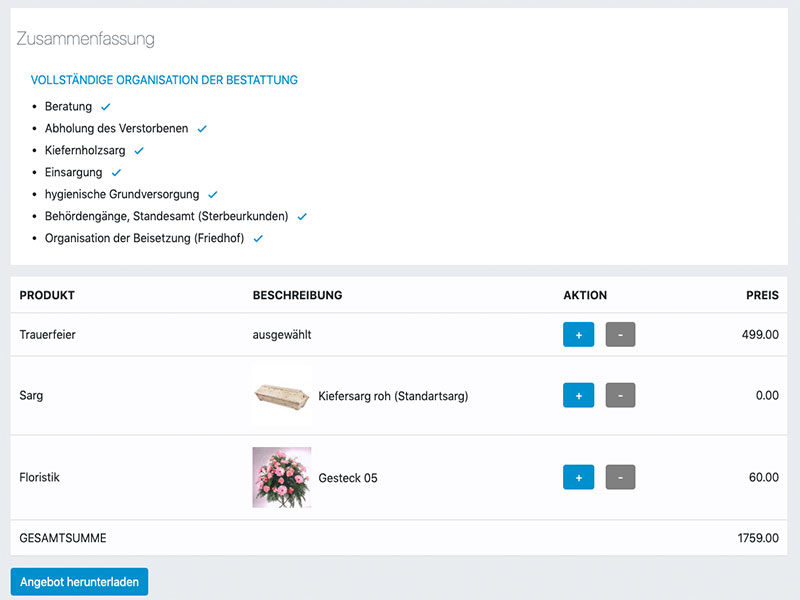 Zusammenfassung
VOLLSTÄNDIGE ORGANISATION DER BESTATTUNG
• Beratung ✓
• Abholung des Verstorbenen ✓
• Kiefernholzsarg ✓
• Einsargung ✓
• hygienische Grundversorgung ✓
• Behördengänge, Standesamt (Sterbeurkunden) ✓
• Organisation der Beisetzung (Friedhof) ✓
PRODUKT BESCHREIBUNG AKTION PREIS
Trauerfeier ausgewählt + - 499.00
Sarg Kiefersarg roh (Standartsarg) + - 0.00
Floristik Gesteck 05 + - 60.00
GESAMTSUMME 1759.00
Angebot herunterladen